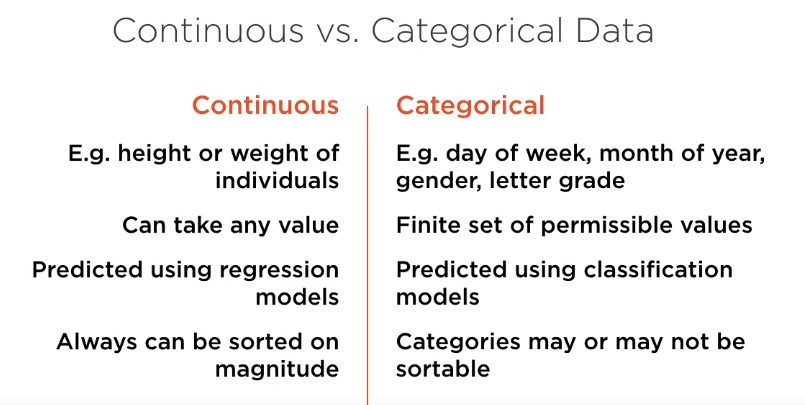 Continuous vs. Categorical Data
Continuous
E.g. height or weight of
individuals
Can take any value
Predicted using regression
models
Always can be sorted on
magnitude
Categorical
E.g. day of week, month of year,
gender, letter grade
Finite set of permissible values
Predicted using classification
models
Categories may or may not be
sortable